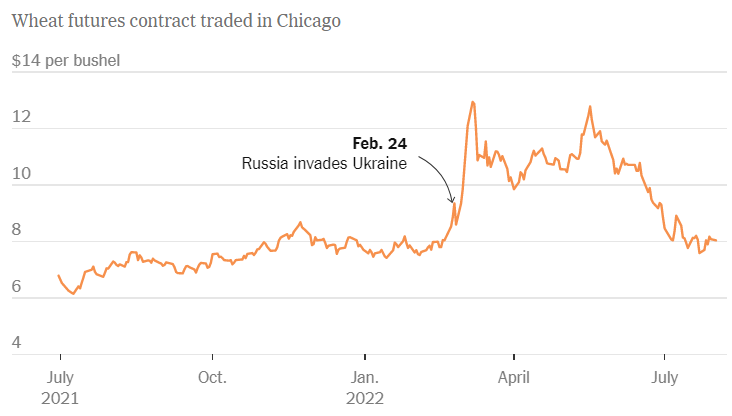 Wheat futures contract traded in Chicago
$14 per bushel
12
Feb. 24
Russia invades Ukraine
10
8
6
4
July Oct. Jan. April July
2021 2022